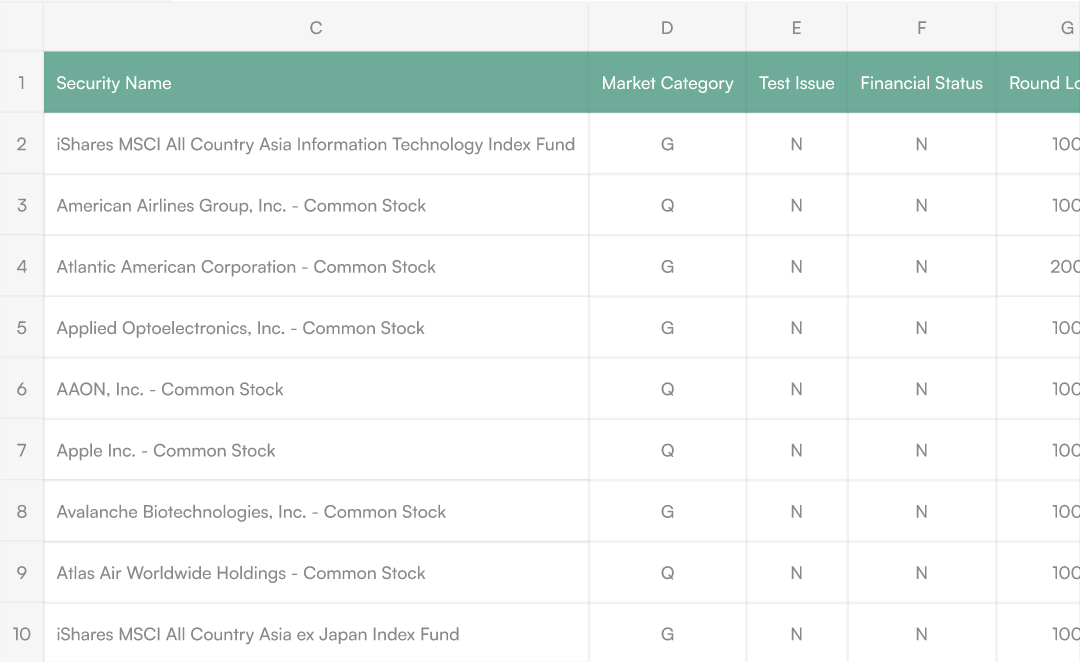 C D E F G
1 Security Name Market Category Test Issue Financial Status Round
2 iShares MSCI All Country Asia Information Technology Index Fund G N N 100
3 American Airlines Group, Inc. - Common Stock Q N N 100
4 Atlantic American Corporation - Common Stock G N N 200
5 Applied Optoelectronics, Inc. - Common Stock G N N 100
6 AAON, Inc. - Common Stock Q N N 100
7 Apple Inc. - Common Stock Q N N 100
8 Avalanche Biotechnologies, Inc. - Common Stock G N N 100
9 Atlas Air Worldwide Holdings - Common Stock Q N N 100
10 iShares MSCI All Country Asia ex Japan Index Fund G N N 100